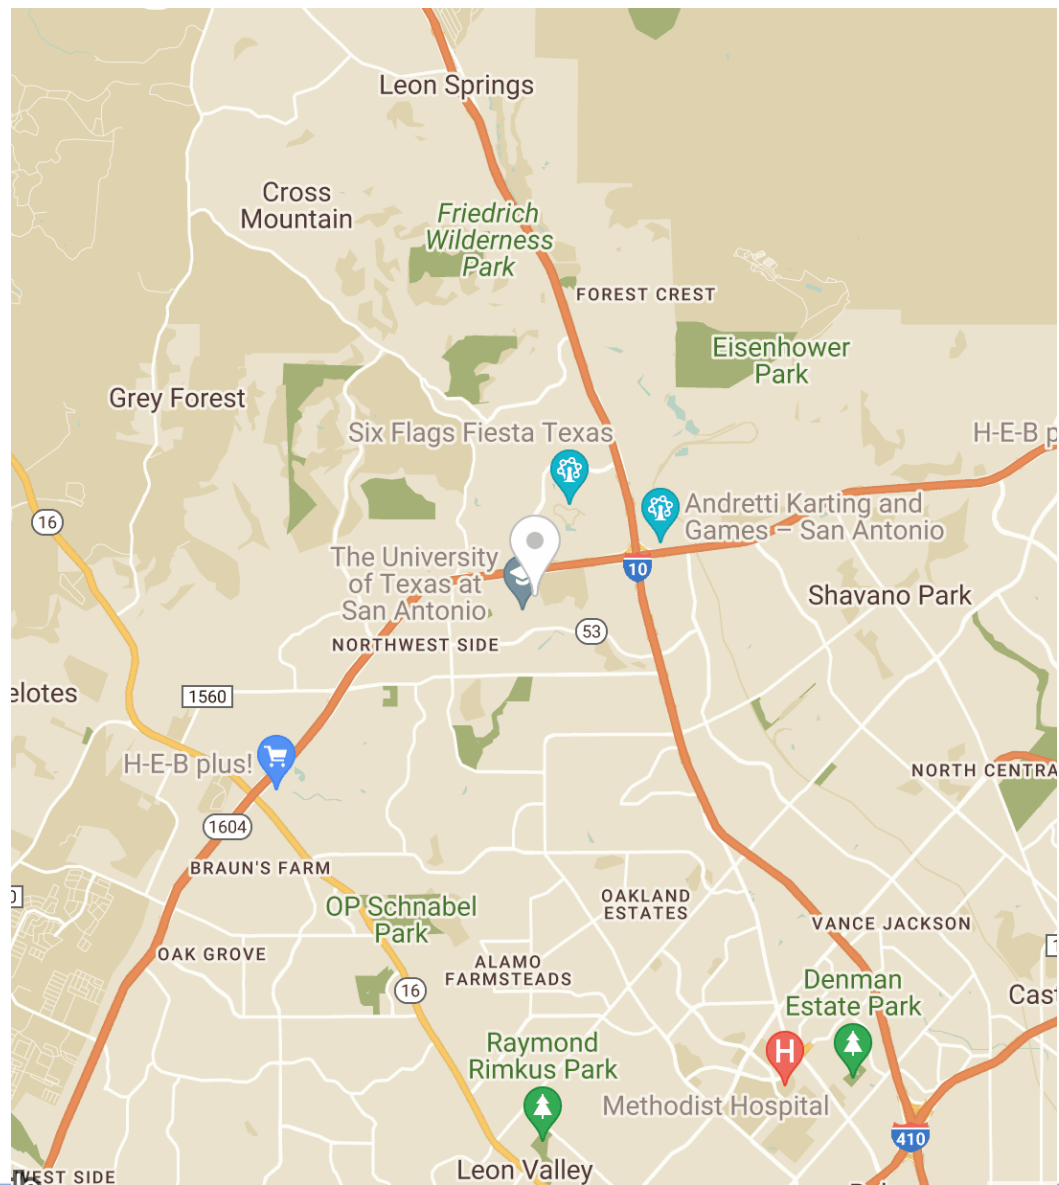 Leon Springs
Cross
Mountain
Friedrich
Wilderness
Park
FOREST CREST
Eisenhower
Park
Grey Forest
Six Flags Fiesta Texas
H-E-B p
16
Andretti Karting and
Games – San Antonio
The University
of Texas at
San Antonio
10
Shavano Park
53
NORTHWEST SIDE
elotes
1560
H-E-B plus!
NORTH CENTRA
1604
BRAUN'S FARM
OAKLAND
ESTATES
OP Schnabel
Park
VANCE JACKSON
OAK GROVE
ALAMO
FARMSTEADS
16
Denman
Estate Park
Cast
Raymond
Rimkus Park
H
Methodist Hospital
410
Leon Valley
WEST SIDE